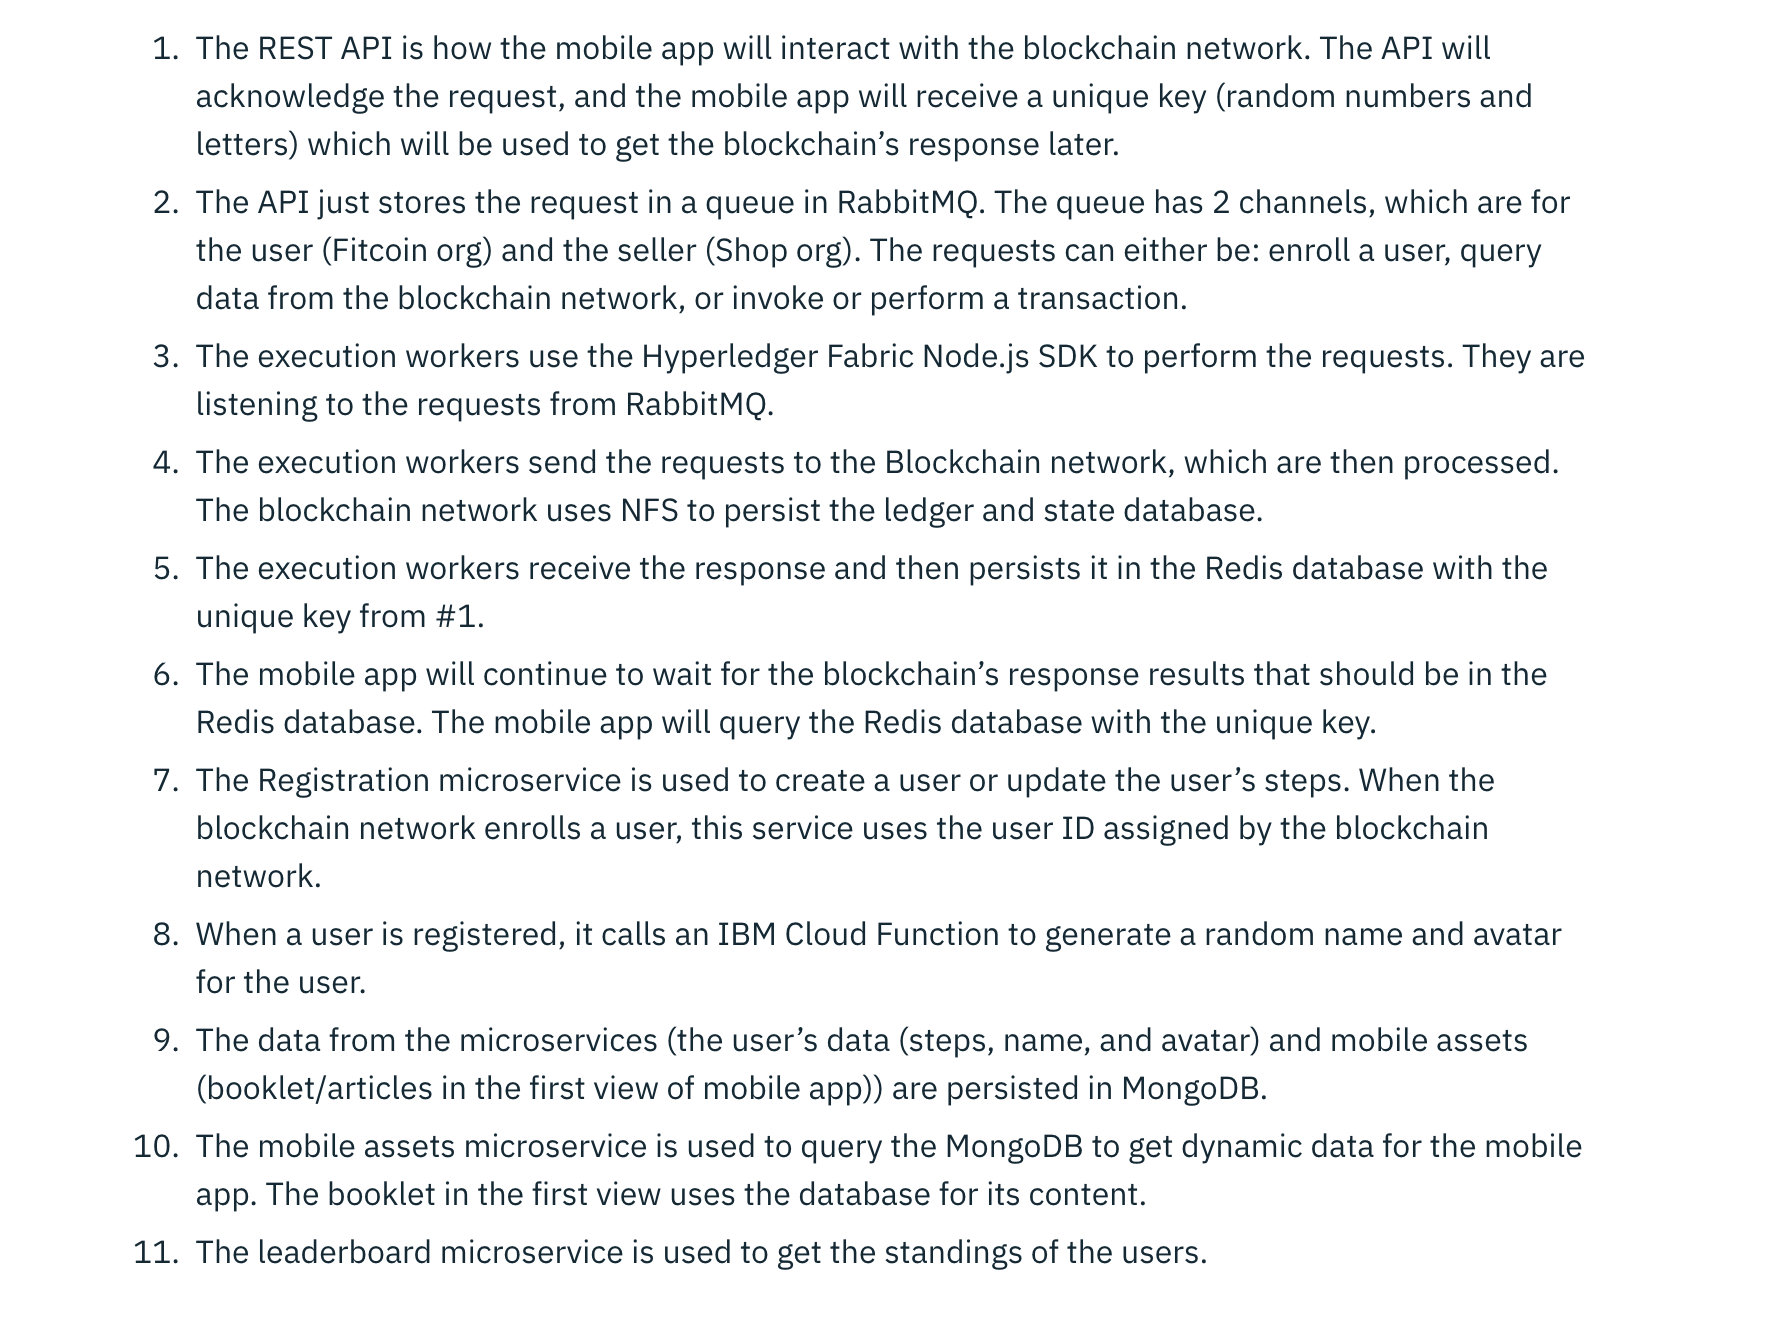 1. The REST API is how the mobile app will interact with the blockchain network. The API will
acknowledge the request, and the mobile app will receive a unique key (random numbers and
letters) which will be used to get the blockchain’s response later.
2. The API just stores the request in a queue in RabbitMQ. The queue has 2 channels, which are for
the user (Fitcoin org) and the seller (Shop org). The requests can either be: enroll a user, query
data from the blockchain network, or invoke or perform a transaction.
3. The execution workers use the Hyperledger Fabric Node.js SDK to perform the requests. They are
listening to the requests from RabbitMQ.
4. The execution workers send the requests to the Blockchain network, which are then processed.
The blockchain network uses NFS to persist the ledger and state database.
5. The execution workers receive the response and then persists it in the Redis database with the
unique key from #1.
6. The mobile app will continue to wait for the blockchain’s response results that should be in the
Redis database. The mobile app will query the Redis database with the unique key.
7. The Registration microservice is used to create a user or update the user’s steps. When the
blockchain network enrolls a user, this service uses the user ID assigned by the blockchain
network.
8. When a user is registered, it calls an IBM Cloud Function to generate a random name and avatar
for the user.
9. The data from the microservices (the user’s data (steps, name, and avatar) and mobile assets
(booklet/articles in the first view of mobile app)) are persisted in MongoDB.
10. The mobile assets microservice is used to query the MongoDB to get dynamic data for the mobile
app. The booklet in the first view uses the database for its content.
11. The leaderboard microservice is used to get the standings of the users.